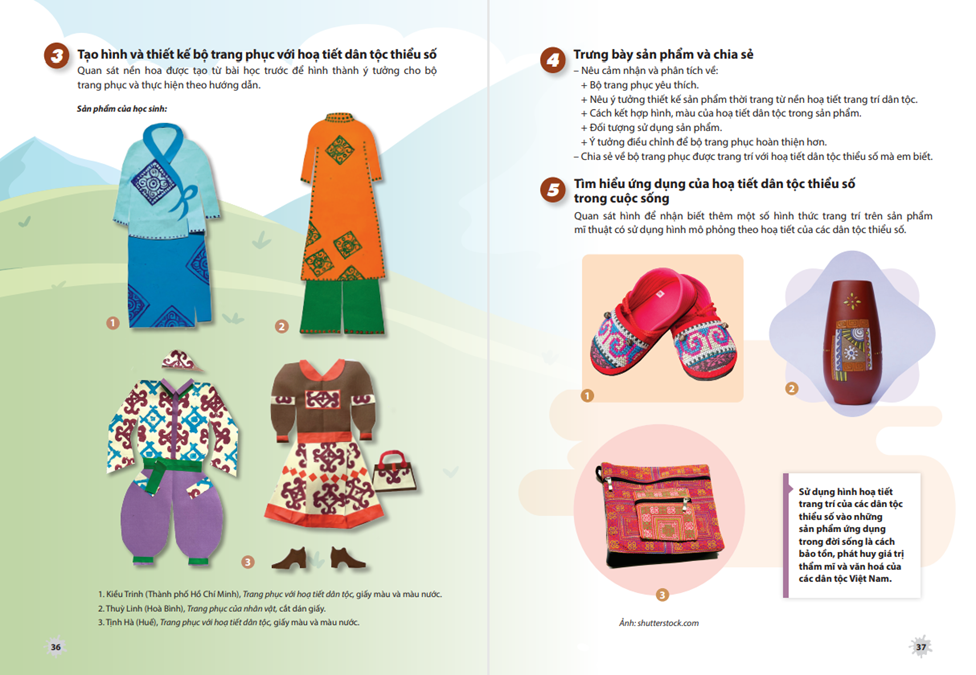 3 Tạo hình và thiết kế bộ trang phục với hoạ tiết dân tộc thiểu số
Quan sát nền hoa được tạo từ bài học trước để hình thành ý tưởng cho bộ
trang phục và thực hiện theo hướng dẫn.
Sản phẩm của học sinh:
1
2
3
1. Kiều Trinh (Thành phố Hồ Chí Minh), Trang phục với hoạ tiết dân tộc, giấy màu và màu nước.
2. Thuỳ Linh (Hoà Bình), Trang phục của nhân vật, cắt dán giấy.
3. Tịnh Hà (Huế), Trang phục với hoạ tiết dân tộc, giấy màu và màu nước.
36
4 Trưng bày sản phẩm và chia sẻ
– Nêu cảm nhận và phân tích về:
+ Bộ trang phục yêu thích.
+ Nêu ý tưởng thiết kế sản phẩm thời trang từ nền hoạ tiết trang trí dân tộc.
+ Cách kết hợp hình, màu của hoạ tiết dân tộc trong sản phẩm.
+ Đối tượng sử dụng sản phẩm.
+ Ý tưởng điều chỉnh để bộ trang phục hoàn thiện hơn.
– Chia sẻ về bộ trang phục được trang trí với hoạ tiết dân tộc thiểu số mà em biết.
5 Tìm hiểu ứng dụng của hoạ tiết dân tộc thiểu số
trong cuộc sống
Quan sát hình để nhận biết thêm một số hình thức trang trí trên sản phẩm
mĩ thuật có sử dụng hình mô phỏng theo hoạ tiết của các dân tộc thiểu số.
1
2
3
Sử dụng hình hoạ tiết
trang trí của các dân tộc
thiểu số vào những
sản phẩm ứng dụng
trong đời sống là cách
bảo tồn, phát huy giá trị
thẩm mĩ và văn hoá của
các dân tộc Việt Nam.
Ảnh: shutterstock.com
37